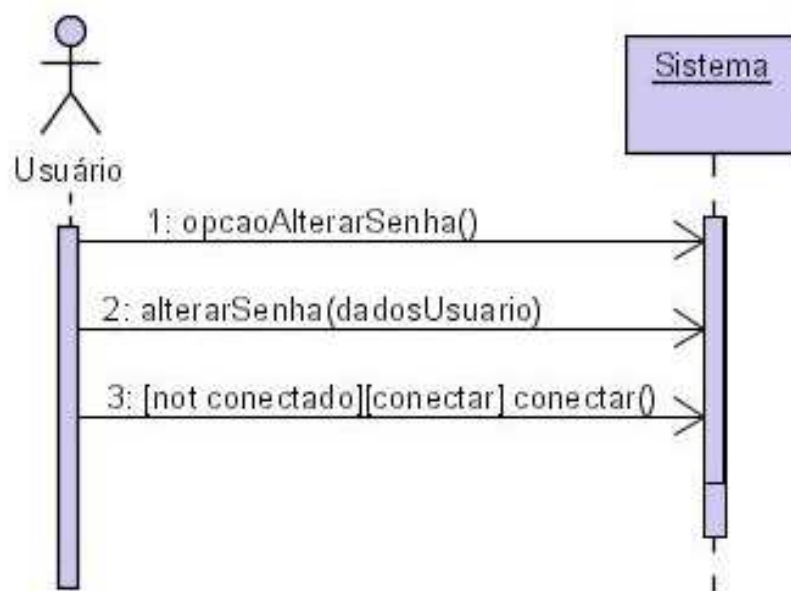 Sistema
Usuário
1: opcaoAlterarSenha()
2: alterarSenha(dadosUsuario)
3: [not conectado][conectar] conectar()